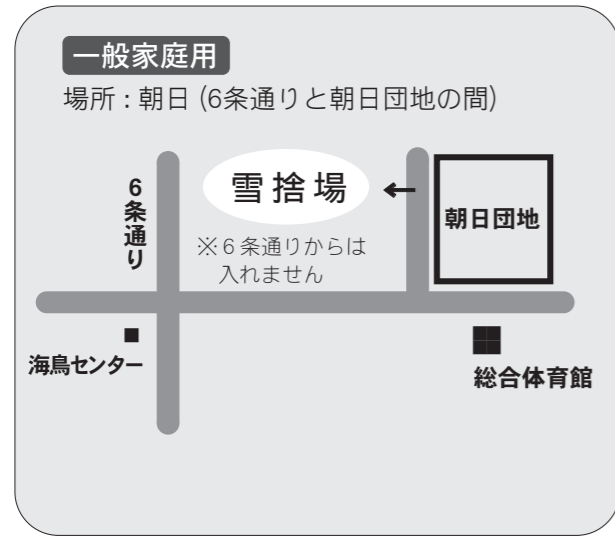 一般家庭用
場所：朝日（6条通りと朝日団地の間）
6条通り
雪捨場
←
朝日団地
※６条通りからは
入れません
海鳥センター
総合体育館